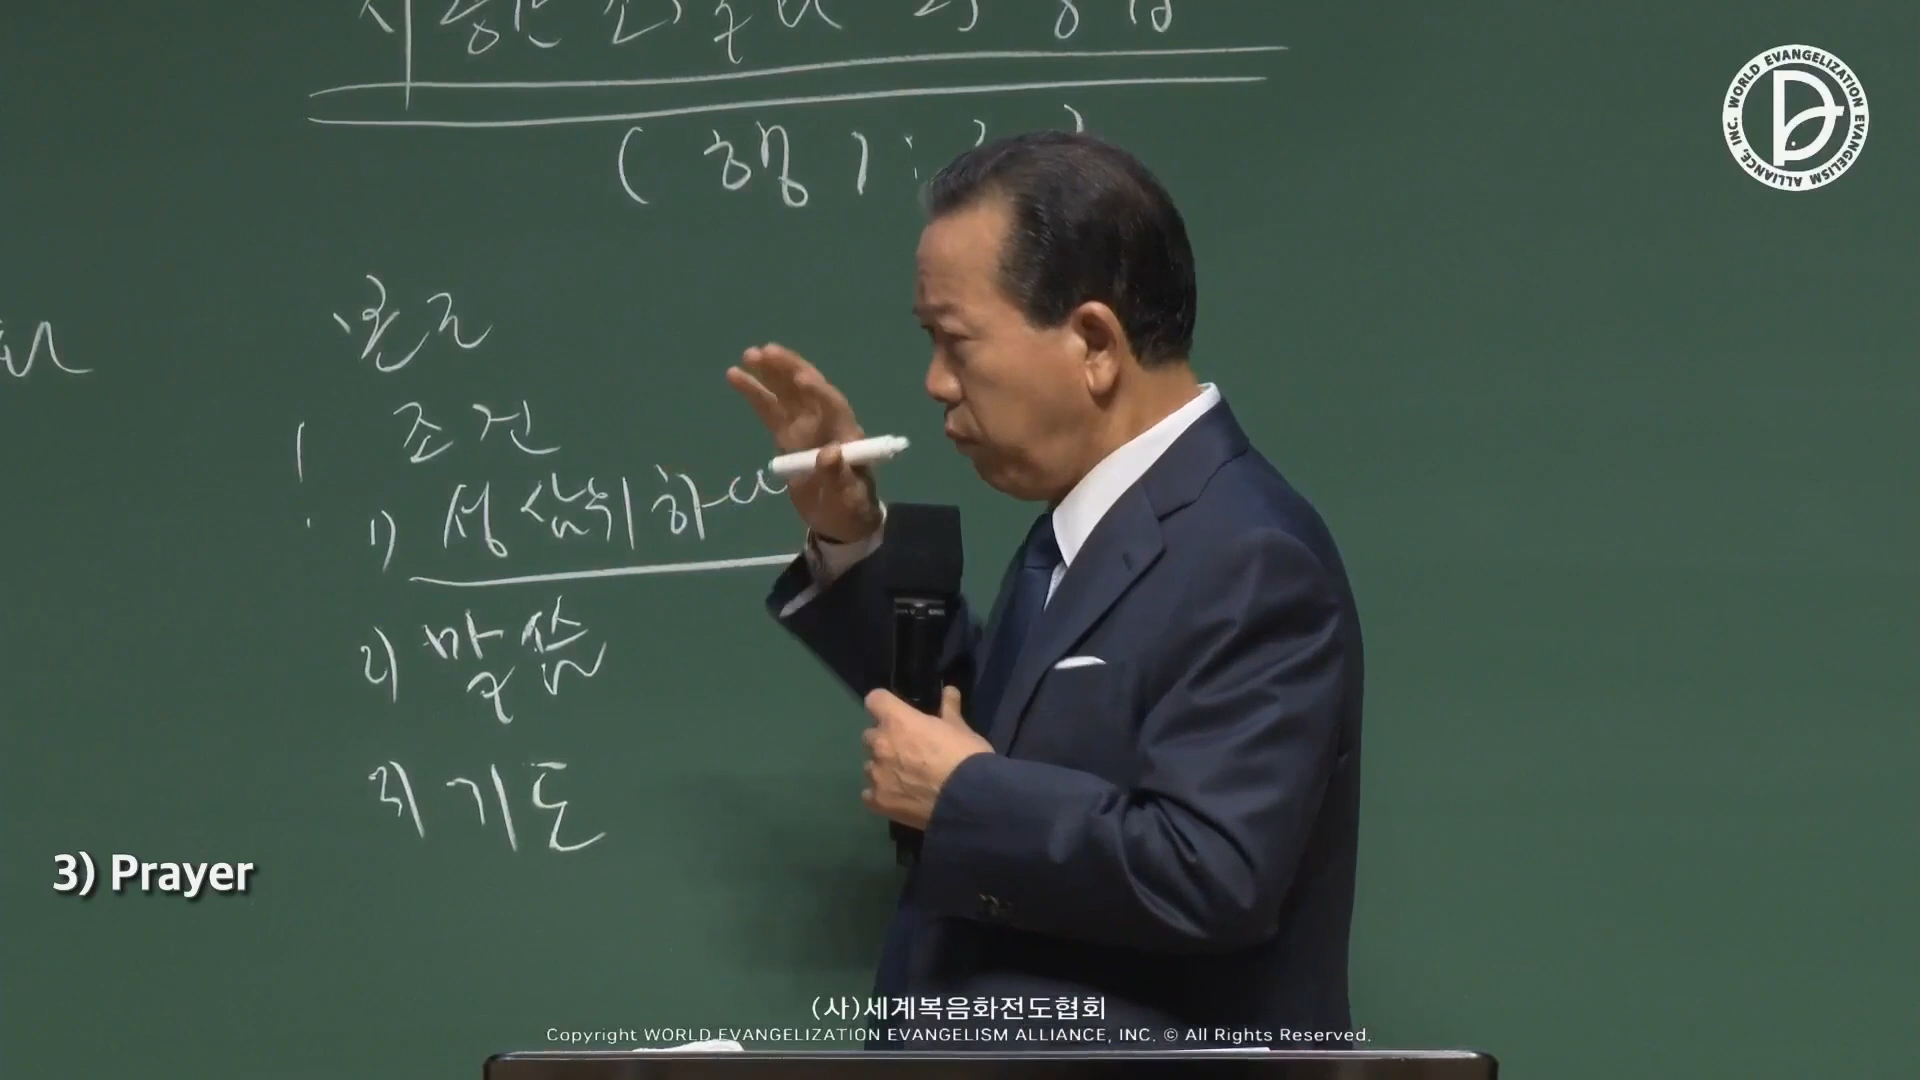 WORLD EVANGELIZATION EVANGELISM ALLIANCE, INC.
(행 1:
본론
조건
1.
1) 성삼위 하나
2) 말씀
3) 기도
3) Prayer
(사)세계복음화전도협회
Copyright WORLD EVANGELIZATION EVANGELISM ALLIANCE, INC. © All Rights Reserved.